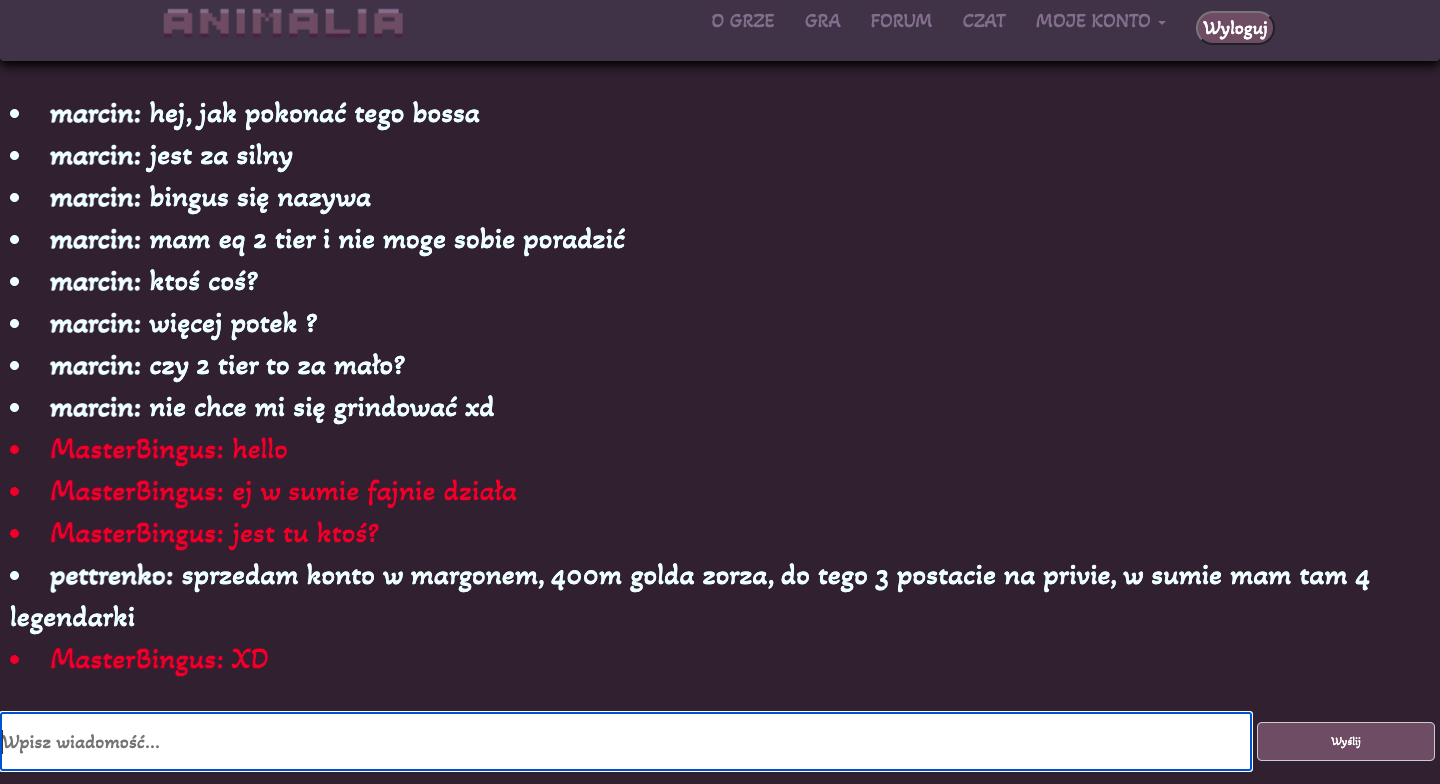 ANIMALIA
O GRZE GRA FORUM CZAT MOJE KONTO Wyloguj
marcin: hej, jak pokonać tego bossa
marcin: jest za silny
marcin: bingus się nazywa
marcin: mam eq 2 tier i nie moge sobie poradzić
marcin: ktoś coś?
marcin: więcej potek ?
marcin: czy 2 tier to za mało?
marcin: nie chce mi się grindować xd
MasterBingus: hello
MasterBingus: ej w sumie fajnie działa
MasterBingus: jest tu ktoś?
pettrenko: sprzedam konto w margonem, 400m golda zorza, do tego 3 postacie na privie, w sumie mam tam 4
legendarki
MasterBingus: XD
Wpisz wiadomość... Wyślij